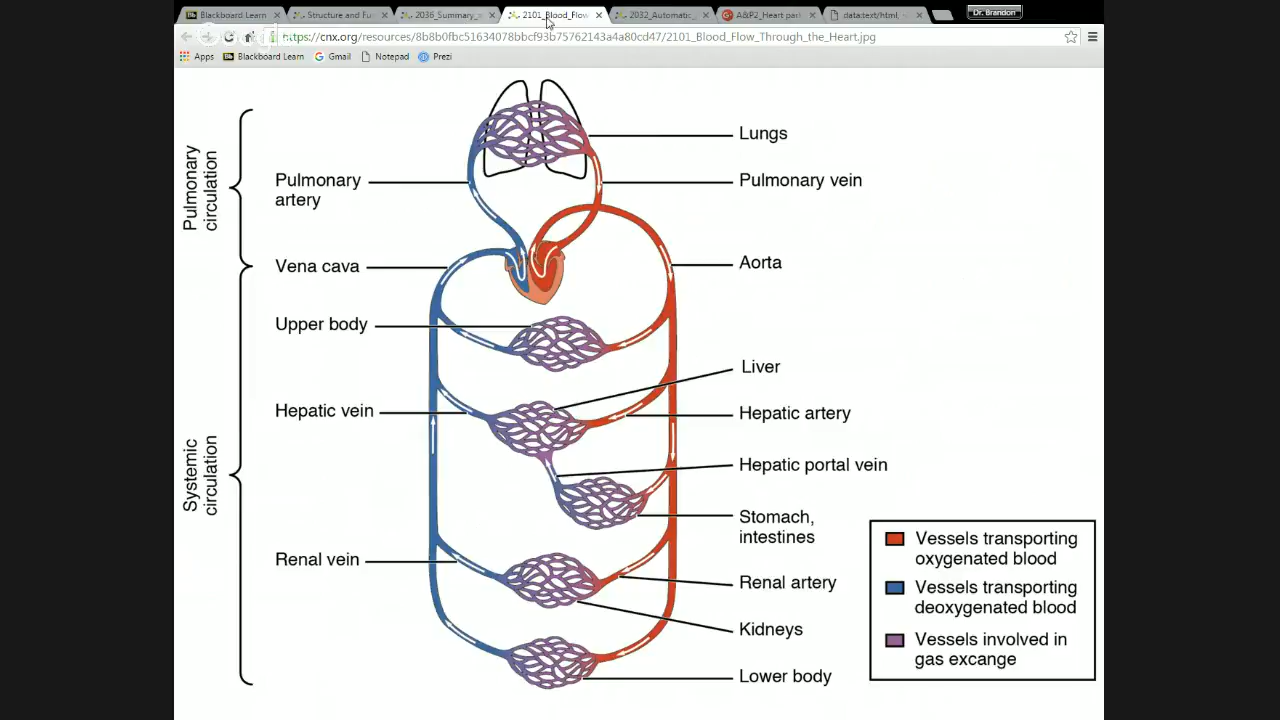 Blackboard Learn
Structure and Fu
2036_Summary_
2101_Blood_Flow
2032_Automatic_
A&P2_Heart part
data:text/html,
Dr. Brandon
https://cnx.org/resources/8b8b0fbc51634078bbcf93b75762143a4a80cd47/2101_Blood_Flow_Through_the_Heart.jpg
Apps
Blackboard Learn
Gmail
Notepad
Prezi
Pulmonary
circulation
Systemic
circulation
Pulmonary
artery
Vena cava
Upper body
Hepatic vein
Renal vein
Lungs
Pulmonary vein
Aorta
Liver
Hepatic artery
Hepatic portal vein
Stomach,
intestines
Renal artery
Kidneys
Lower body
Vessels transporting
oxygenated blood
Vessels transporting
deoxygenated blood
Vessels involved in
gas excange